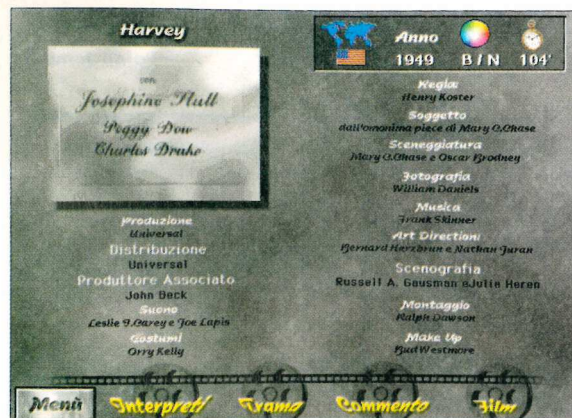 Harvey
con
Josephine Hull
Peggy Dow
Charles Drake
Produzione
Universal
Distribuzione
Universal
Produttore Associato
John Beck
Suono
Leslie I. Carey e Joe Lapis
Costumi
Orry Kelly
Anno
1949 B/N 104'
Regia:
Henry Koster
Soggetto
dall'omonima piece di Mary C.Chase
Sceneggiatura
Mary C.Chase e Oscar Brodney
Fotografia
William Daniels
Musica
Frank Skinner
Art Direction:
Bernard Herzbrun e Nathan Juran
Scenografia
Russell A. Gausman eJulia Heron
Montaggio
Ralph Dawson
Make Up
Bud Westmore
Menù Interpreti Trama Commento Film